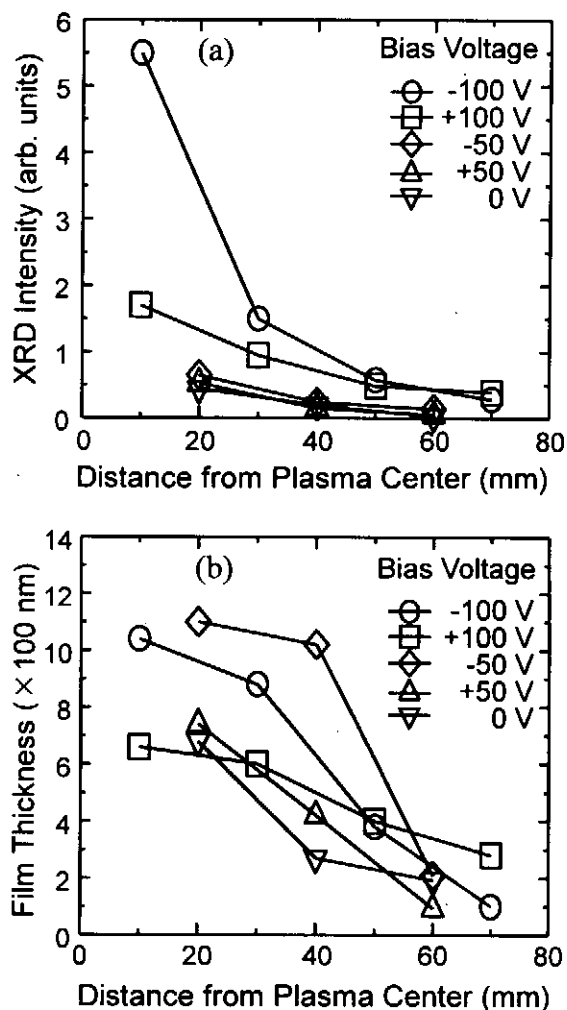 (a)
Bias Voltage
-100 V
+100 V
-50 V
+50 V
0 V
XRD Intensity (arb. units)
6
5
4
3
2
1
0
0 20 40 60 80
Distance from Plasma Center (mm)
(b)
Bias Voltage
-100 V
+100 V
-50 V
+50 V
0 V
Film Thickness (×100 nm)
14
12
10
8
6
4
2
0
0 20 40 60 80
Distance from Plasma Center (mm)